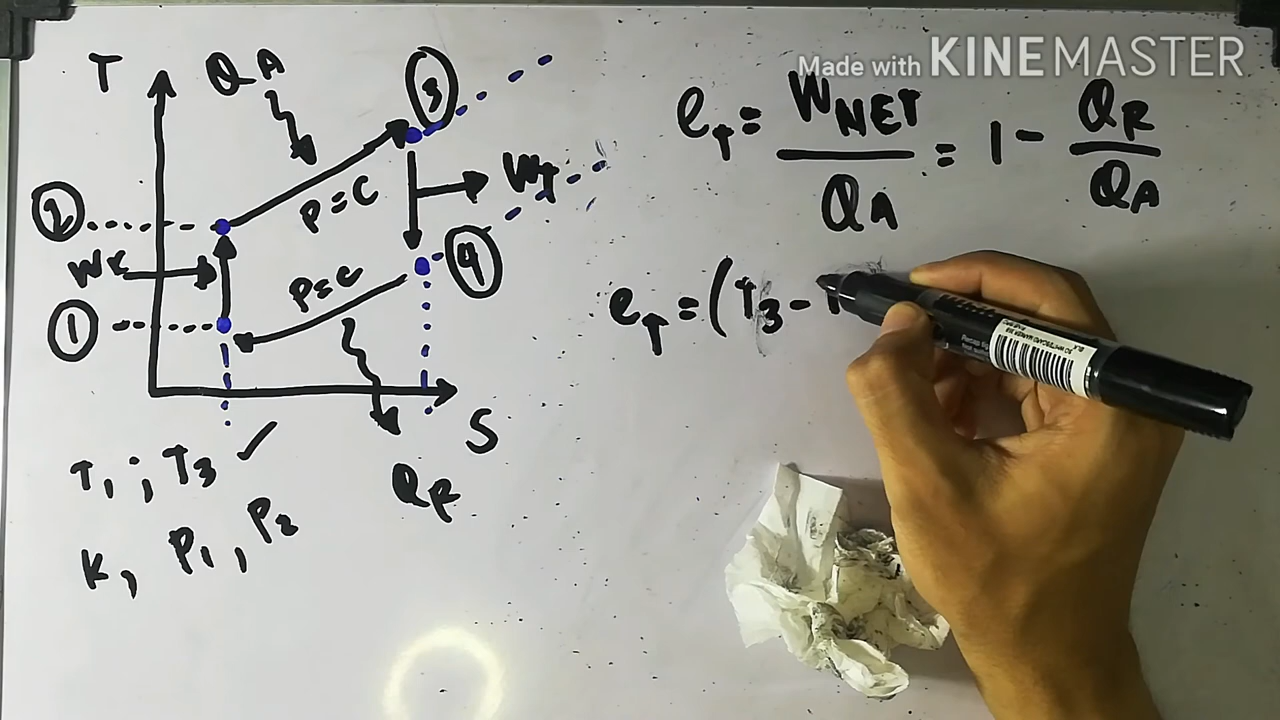 Made with KINEMASTER
T
QA
3
2
P=C
WT
WK
P=C
4
1
S
QR
T1 ; T3 ✓
K, P1, P2
eT = WNET / QA = 1 - QR / QA
eT = (T3 -